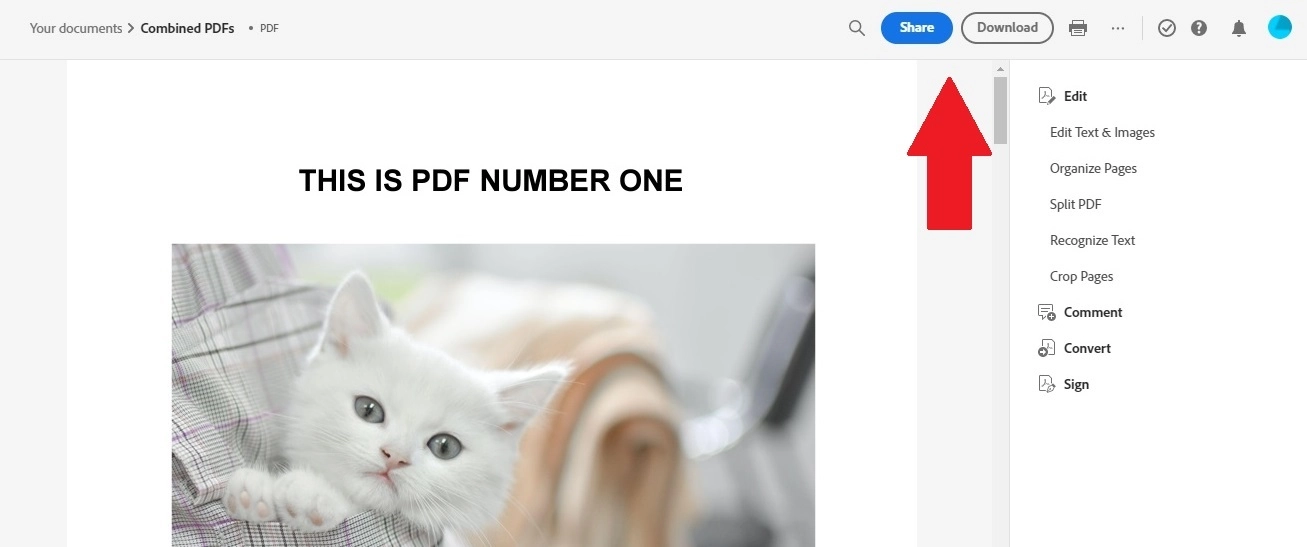 Your documents > Combined PDFs • PDF
Share
Download
THIS IS PDF NUMBER ONE
Edit
Edit Text & Images
Organize Pages
Split PDF
Recognize Text
Crop Pages
Comment
Convert
Sign